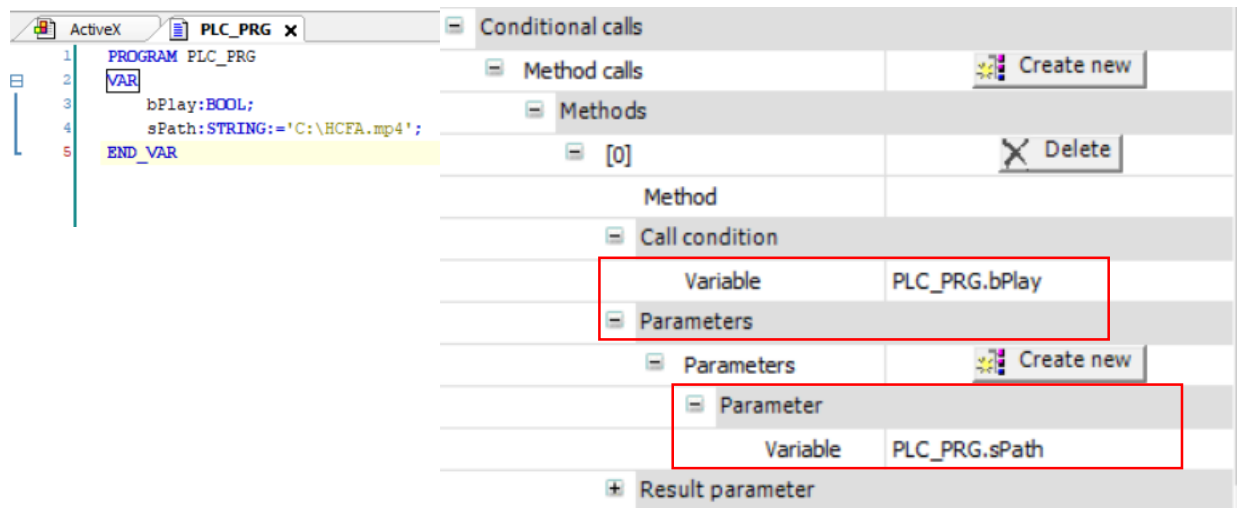 ActiveX
PLC_PRG
1 PROGRAM PLC_PRG
2 VAR
3 bPlay:BOOL;
4 sPath:STRING:='C:\HCFA.mp4';
5 END_VAR
Conditional calls
Method calls Create new
Methods
[0] Delete
Method
Call condition
Variable PLC_PRG.bPlay
Parameters
Parameters Create new
Parameter
Variable PLC_PRG.sPath
Result parameter